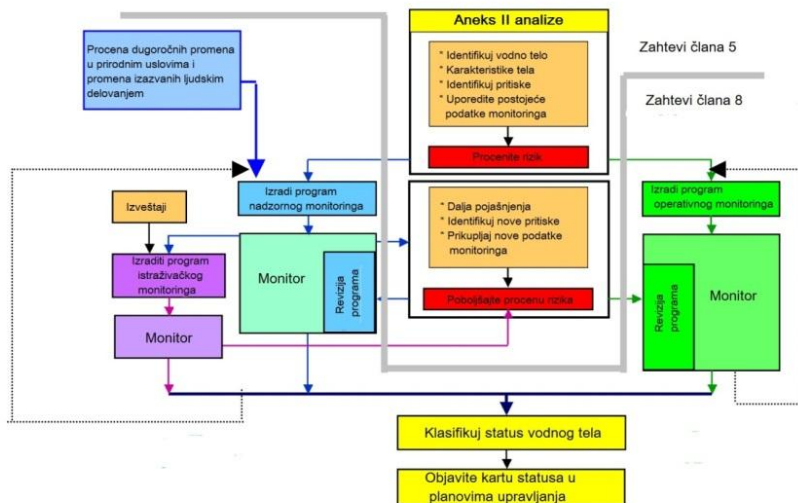 Aneks II analize
Procena dugoročnih promena
u prirodnim uslovima i
promena izazvanih ljudskim
delovanjem
* Identifikuj vodno telo
* Karakteristike tela
* Identifikuj pritiske
* Uporedite postojeće
podatke monitoringa
Zahtevi člana 5
Zahtevi člana 8
Procenite rizik
Izveštaji
Izradi program
nadzornog monitoringa
* Dalja pojašnjenja
* Identifikuj nove pritiske
* Prikupljaj nove podatke
monitoringa
Izradi program
operativnog monitoringa
Izraditi program
istraživačkog
monitoringa
Monitor
Revizija
programa
Poboljšajte procenu rizika
Revizija
programa
Monitor
Monitor
Klasifikuj status vodnog tela
Objavite kartu statusa u
planovima upravljanja